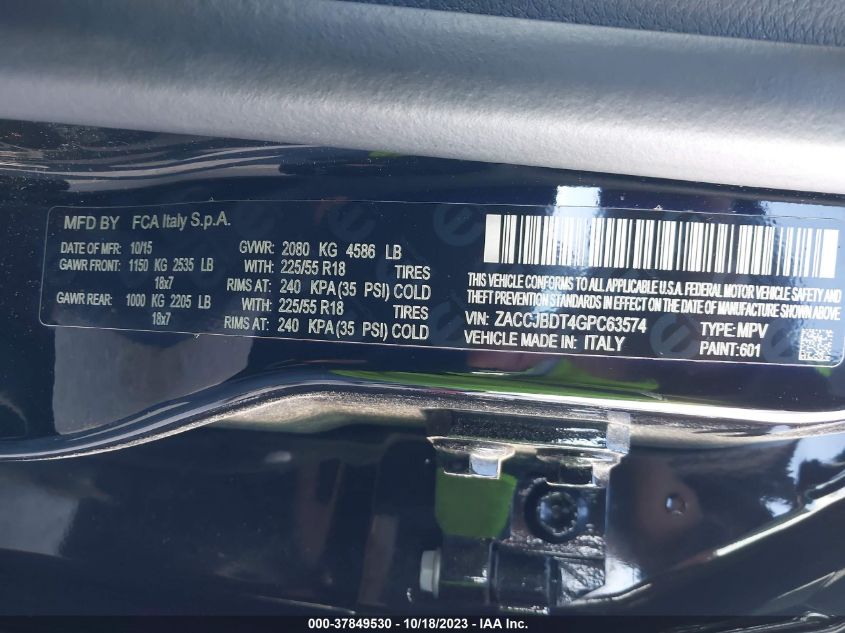 MFD BY FCA Italy S.p.A.
DATE OF MFR: 10/15 GVWR: 2080 KG 4586 LB
GAWR FRONT: 1150 KG 2535 LB WITH: 225/55 R18 TIRES
18x7 RIMS AT: 240 KPA(35 PSI) COLD
GAWR REAR: 1000 KG 2205 LB WITH: 225/55 R18 TIRES
18x7 RIMS AT: 240 KPA(35 PSI) COLD
THIS VEHICLE CONFORMS TO ALL APPLICABLE U.S.A. FEDERAL MOTOR VEHICLE SAFETY, BUMPER, AND
THEFT PREVENTION STANDARDS IN EFFECT ON THE DATE OF MANUFACTURE SHOWN ABOVE
VIN: ZACCJBDT4GPC63574 TYPE: MPV
VEHICLE MADE IN: ITALY PAINT:601
000-37849530 - 10/18/2023 - IAA Inc.